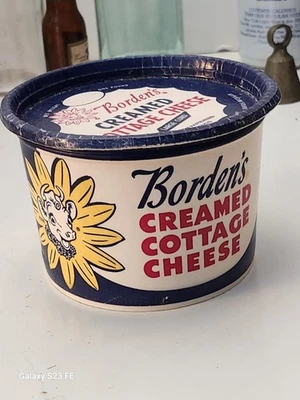 Borden's
CREAMED
COTTAGE CHEESE
Borden's
CREAMED
COTTAGE
CHEESE
Galaxy S23 FE